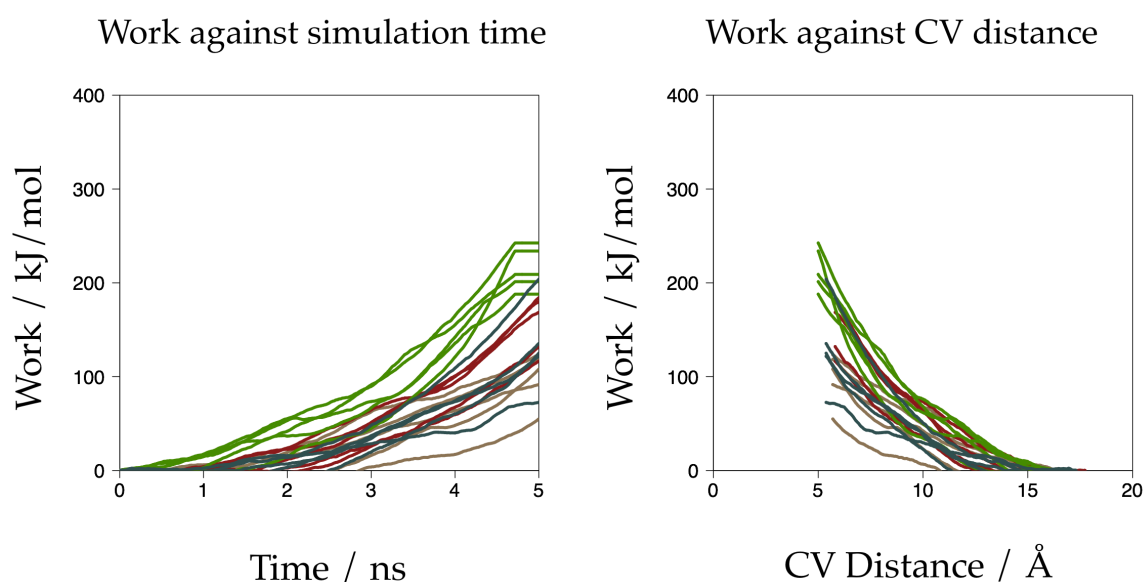 Work against simulation time
Work / kJ/mol
400
300
200
100
0
0 1 2 3 4 5
Time / ns
Work against CV distance
Work / kJ/mol
400
300
200
100
0
0 5 10 15 20
CV Distance / Å